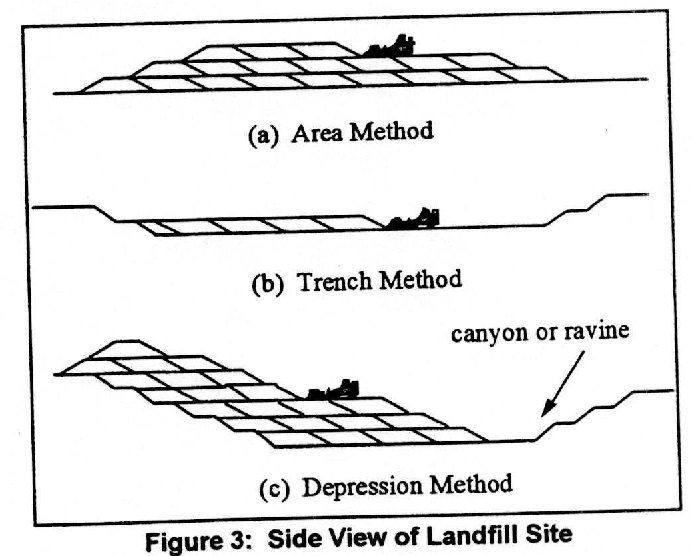 (a) Area Method
(b) Trench Method
canyon or ravine
(c) Depression Method
Figure 3: Side View of Landfill Site